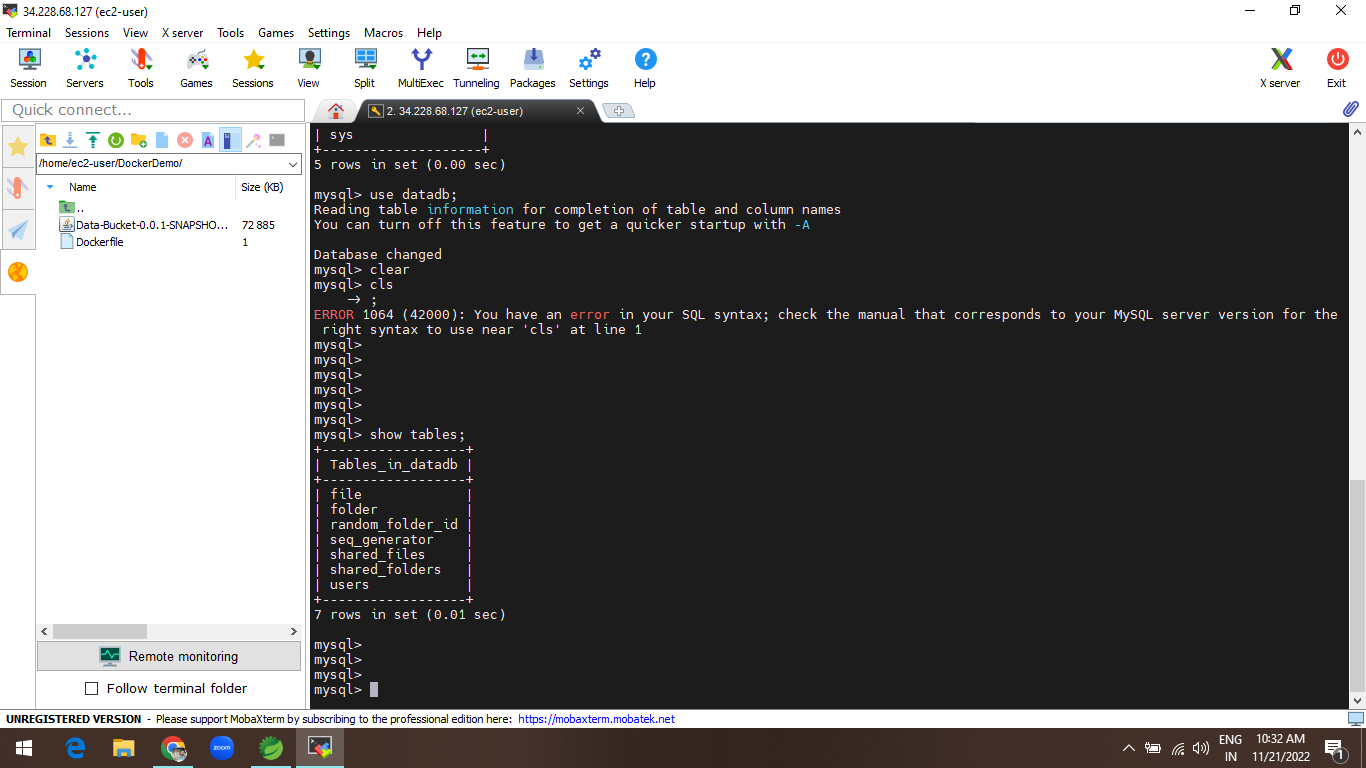 34.228.68.127 (ec2-user)
Terminal Sessions View X server Tools Games Settings Macros Help
Session Servers Tools Games Sessions View Split MultiExec Tunneling Packages Settings Help X server Exit
Quick connect...
2. 34.228.68.127 (ec2-user)
/home/ec2-user/DockerDemo/
Name Size (KB)
..
Data-Bucket-0.0.1-SNAPSHO... 72 885
Dockerfile 1
Remote monitoring
Follow terminal folder
| sys                |
+--------------------+
5 rows in set (0.00 sec)
mysql> use datadb;
Reading table information for completion of table and column names
You can turn off this feature to get a quicker startup with -A
Database changed
mysql> clear
mysql> cls
    -> ;
ERROR 1064 (42000): You have an error in your SQL syntax; check the manual that corresponds to your MySQL server version for the
 right syntax to use near 'cls' at line 1
mysql>
mysql>
mysql>
mysql>
mysql>
mysql>
mysql> show tables;
+------------------+
| Tables_in_datadb |
+------------------+
| file             |
| folder           |
| random_folder_id |
| seq_generator    |
| shared_files     |
| shared_folders   |
| users            |
+------------------+
7 rows in set (0.01 sec)
mysql>
mysql>
mysql>
mysql>
UNREGISTERED VERSION - Please support MobaXterm by subscribing to the professional edition here: https://mobaxterm.mobatek.net
zoom
ENG
IN
10:32 AM
11/21/2022
1